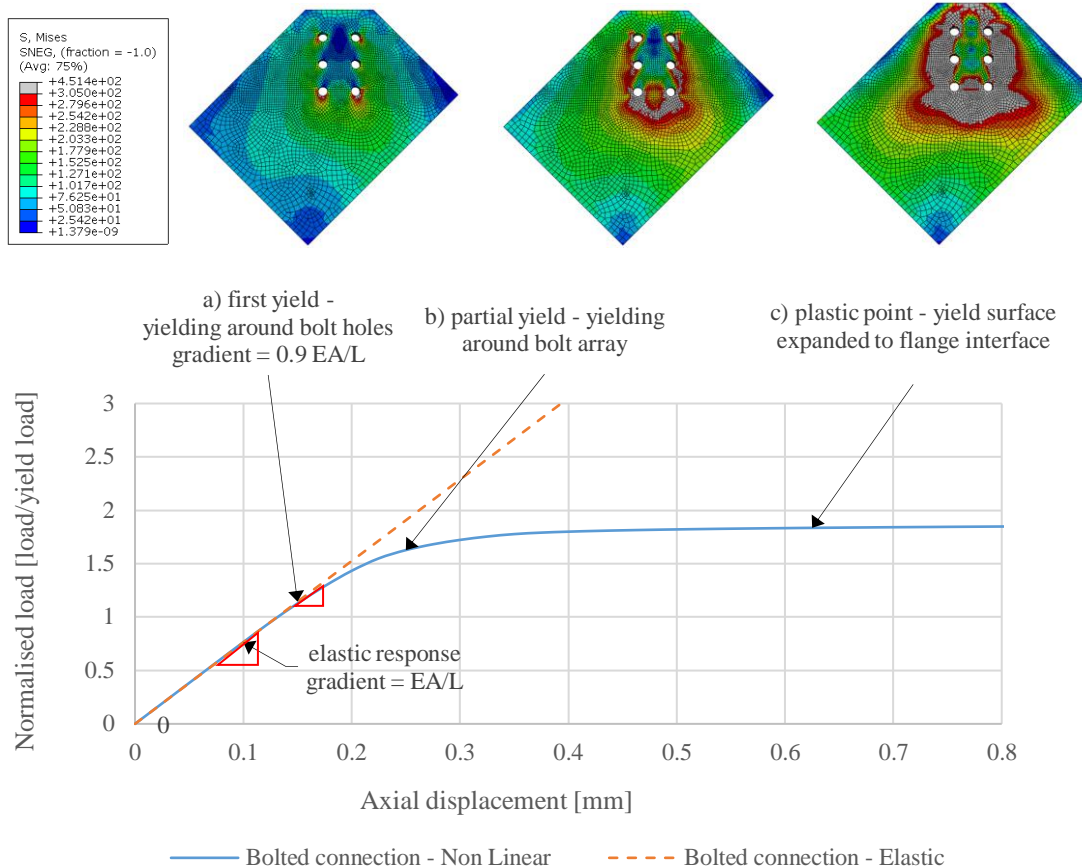 S, Mises
SNEG, (fraction = -1.0)
(Avg: 75%)
+4.514e+02
+3.050e+02
+2.796e+02
+2.542e+02
+2.288e+02
+2.033e+02
+1.779e+02
+1.525e+02
+1.271e+02
+1.017e+02
+7.625e+01
+5.083e+01
+2.542e+01
+1.379e-09
a) first yield -
yielding around bolt holes
gradient = 0.9 EA/L
b) partial yield - yielding
around bolt array
c) plastic point - yield surface
expanded to flange interface
Normalised load [load/yield load]
3
2.5
2
1.5
1
0.5
0
elastic response
gradient = EA/L
0
0 0.1 0.2 0.3 0.4 0.5 0.6 0.7 0.8
Axial displacement [mm]
Bolted connection - Non Linear Bolted connection - Elastic